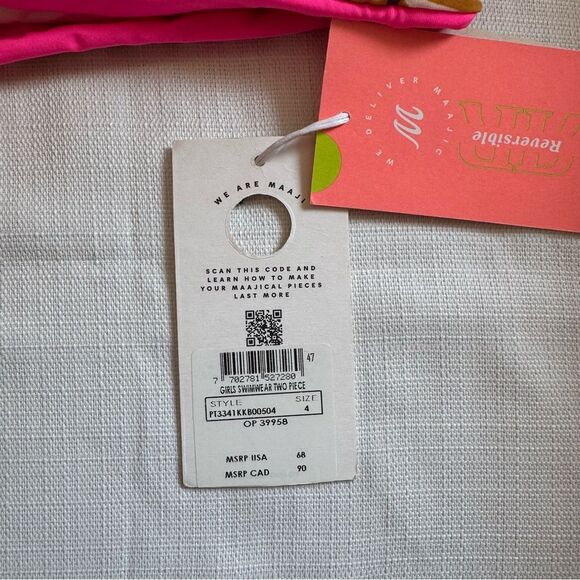 WE DELIVER MAAJIC
Reversible
WE ARE MAAJI
SCAN THIS CODE AND
LEARN HOW TO MAKE
YOUR MAAJICAL PIECES
LAST MORE
47
7 702781 527280
GIRLS SWIMWEAR TWO PIECE
STYLE SIZE
PT3341KKB00504 4
OP 39958
MSRP USA 68
MSRP CAD 90